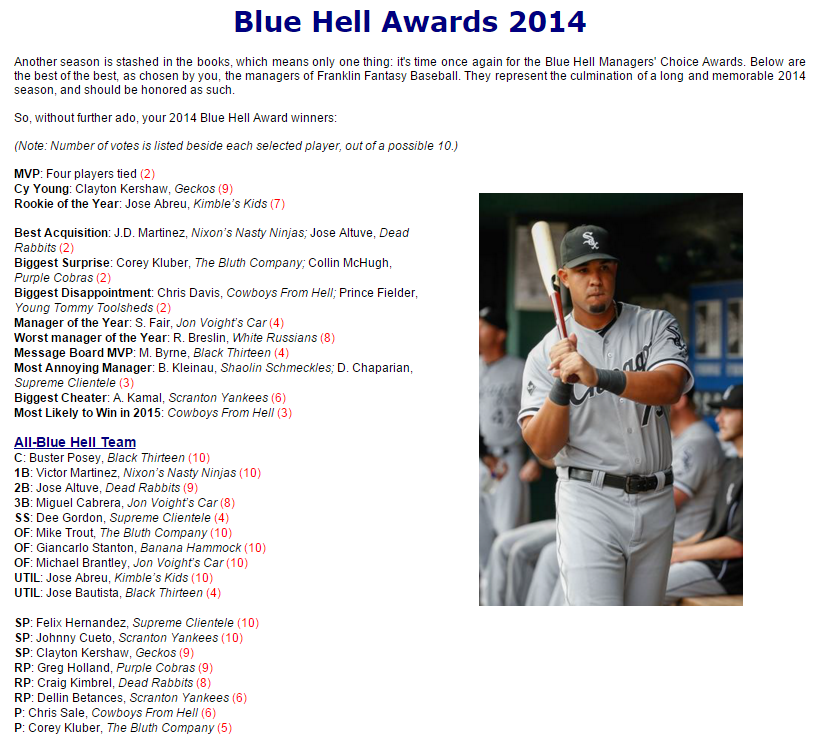 Blue Hell Awards 2014
Another season is stashed in the books, which means only one thing: it's time once again for the Blue Hell Managers' Choice Awards. Below are
the best of the best, as chosen by you, the managers of Franklin Fantasy Baseball. They represent the culmination of a long and memorable 2014
season, and should be honored as such.
So, without further ado, your 2014 Blue Hell Award winners:
(Note: Number of votes is listed beside each selected player, out of a possible 10.)
MVP: Four players tied (2)
Cy Young: Clayton Kershaw, Geckos (9)
Rookie of the Year: Jose Abreu, Kimble's Kids (7)
Best Acquisition: J.D. Martinez, Nixon's Nasty Ninjas; Jose Altuve, Dead
Rabbits (2)
Biggest Surprise: Corey Kluber, The Bluth Company; Collin McHugh,
Purple Cobras (2)
Biggest Disappointment: Chris Davis, Cowboys From Hell; Prince Fielder,
Young Tommy Toolsheds (2)
Manager of the Year: S. Fair, Jon Voight's Car (4)
Worst manager of the Year: R. Breslin, White Russians (8)
Message Board MVP: M. Byrne, Black Thirteen (4)
Most Annoying Manager: B. Kleinau, Shaolin Schmeckles; D. Chaparian,
Supreme Clientele (3)
Biggest Cheater: A. Kamal, Scranton Yankees (6)
Most Likely to Win in 2015: Cowboys From Hell (3)
All-Blue Hell Team
C: Buster Posey, Black Thirteen (10)
1B: Victor Martinez, Nixon's Nasty Ninjas (10)
2B: Jose Altuve, Dead Rabbits (9)
3B: Miguel Cabrera, Jon Voight's Car (8)
SS: Dee Gordon, Supreme Clientele (4)
OF: Mike Trout, The Bluth Company (10)
OF: Giancarlo Stanton, Banana Hammock (10)
OF: Michael Brantley, Jon Voight's Car (10)
UTIL: Jose Abreu, Kimble's Kids (10)
UTIL: Jose Bautista, Black Thirteen (4)
SP: Felix Hernandez, Supreme Clientele (10)
SP: Johnny Cueto, Scranton Yankees (10)
SP: Clayton Kershaw, Geckos (9)
RP: Greg Holland, Purple Cobras (9)
RP: Craig Kimbrel, Dead Rabbits (8)
RP: Dellin Betances, Scranton Yankees (6)
P: Chris Sale, Cowboys From Hell (6)
P: Corey Kluber, The Bluth Company (5)